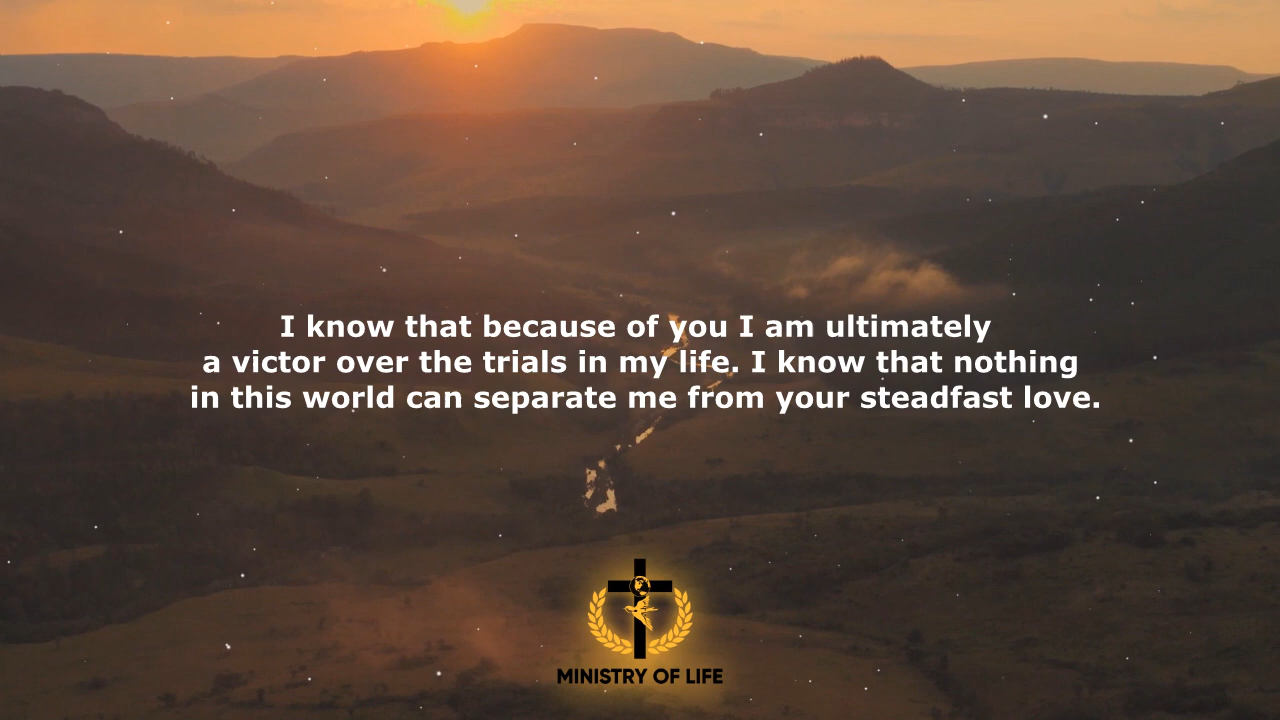 I know that because of you I am ultimately
a victor over the trials in my life. I know that nothing
in this world can separate me from your steadfast love.
MINISTRY OF LIFE